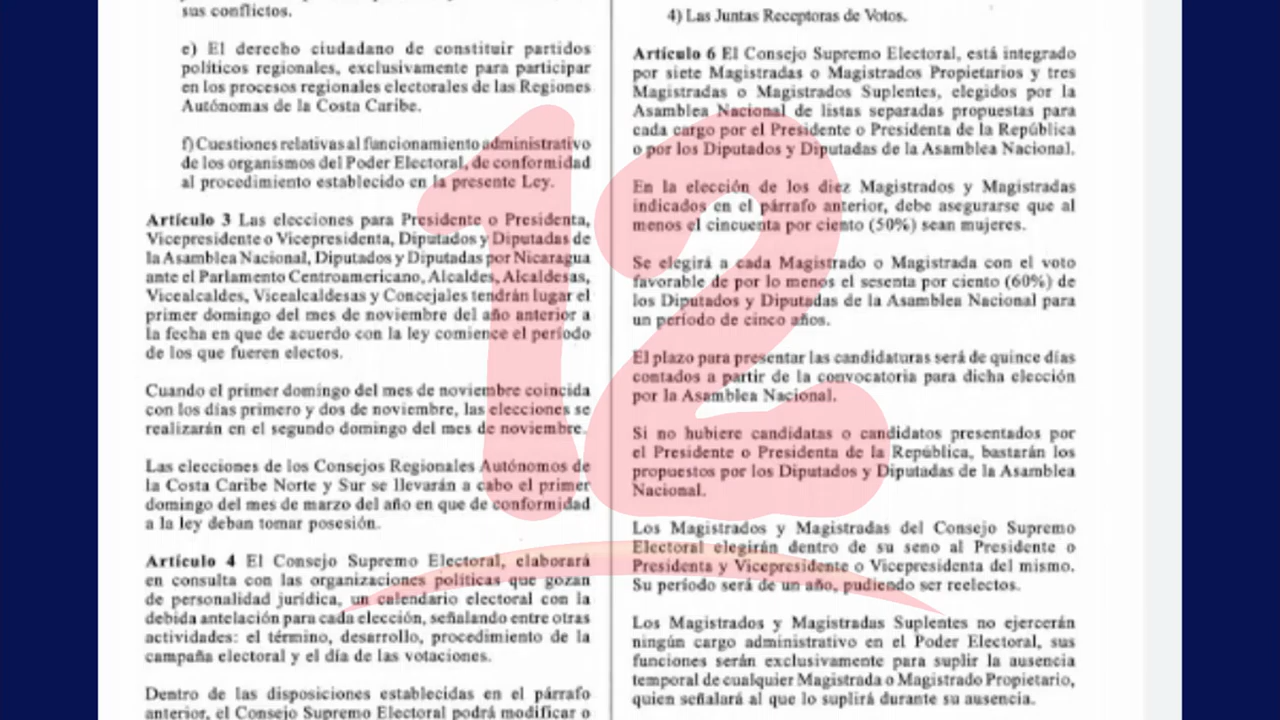 sus conflictos.
e) El derecho ciudadano de constituir partidos
políticos regionales, exclusivamente para participar
en los procesos regionales electorales de las Regiones
Autónomas de la Costa Caribe.
f) Cuestiones relativas al funcionamiento administrativo
de los organismos del Poder Electoral, de conformidad
al procedimiento establecido en la presente Ley.
Artículo 3 Las elecciones para Presidente o Presidenta,
Vicepresidente o Vicepresidenta, Diputados y Diputadas de
la Asamblea Nacional, Diputados y Diputadas por Nicaragua
ante el Parlamento Centroamericano, Alcaldes, Alcaldesas,
Vicealcaldes, Vicealcaldesas y Concejales tendrán lugar el
primer domingo del mes de noviembre del año anterior a
la fecha en que de acuerdo con la ley comience el período
de los que fueren electos.
Cuando el primer domingo del mes de noviembre coincida
con los días primero y dos de noviembre, las elecciones se
realizarán en el segundo domingo del mes de noviembre.
Las elecciones de los Consejos Regionales Autónomos de
la Costa Caribe Norte y Sur se llevarán a cabo el primer
domingo del mes de marzo del año en que de conformidad
a la ley deban tomar posesión.
Artículo 4 El Consejo Supremo Electoral, elaborará
en consulta con las organizaciones políticas que gozan
de personalidad jurídica, un calendario electoral con la
debida antelación para cada elección, señalando entre otras
actividades: el término, desarrollo, procedimiento de la
campaña electoral y el día de las votaciones.
Dentro de las disposiciones establecidas en el párrafo
anterior, el Consejo Supremo Electoral podrá modificar o
4) Las Juntas Receptoras de Votos.
Artículo 6 El Consejo Supremo Electoral, está integrado
por siete Magistradas o Magistrados Propietarios y tres
Magistradas o Magistrados Suplentes, elegidos por la
Asamblea Nacional de listas separadas propuestas para
cada cargo por el Presidente o Presidenta de la República
o por los Diputados y Diputadas de la Asamblea Nacional.
En la elección de los diez Magistrados y Magistradas
indicados en el párrafo anterior, debe asegurarse que al
menos el cincuenta por ciento (50%) sean mujeres.
Se elegirá a cada Magistrado o Magistrada con el voto
favorable de por lo menos el sesenta por ciento (60%) de
los Diputados y Diputadas de la Asamblea Nacional para
un período de cinco años.
El plazo para presentar las candidaturas será de quince días
contados a partir de la convocatoria para dicha elección
por la Asamblea Nacional.
Si no hubiere candidatas o candidatos presentados por
el Presidente o Presidenta de la República, bastarán los
propuestos por los Diputados y Diputadas de la Asamblea
Nacional.
Los Magistrados y Magistradas del Consejo Supremo
Electoral elegirán dentro de su seno al Presidente o
Presidenta y Vicepresidente o Vicepresidenta del mismo.
Su período será de un año, pudiendo ser reelectos.
Los Magistrados y Magistradas Suplentes no ejercerán
ningún cargo administrativo en el Poder Electoral, sus
funciones serán exclusivamente para suplir la ausencia
temporal de cualquier Magistrada o Magistrado Propietario,
quien señalará al que lo suplirá durante su ausencia.
12